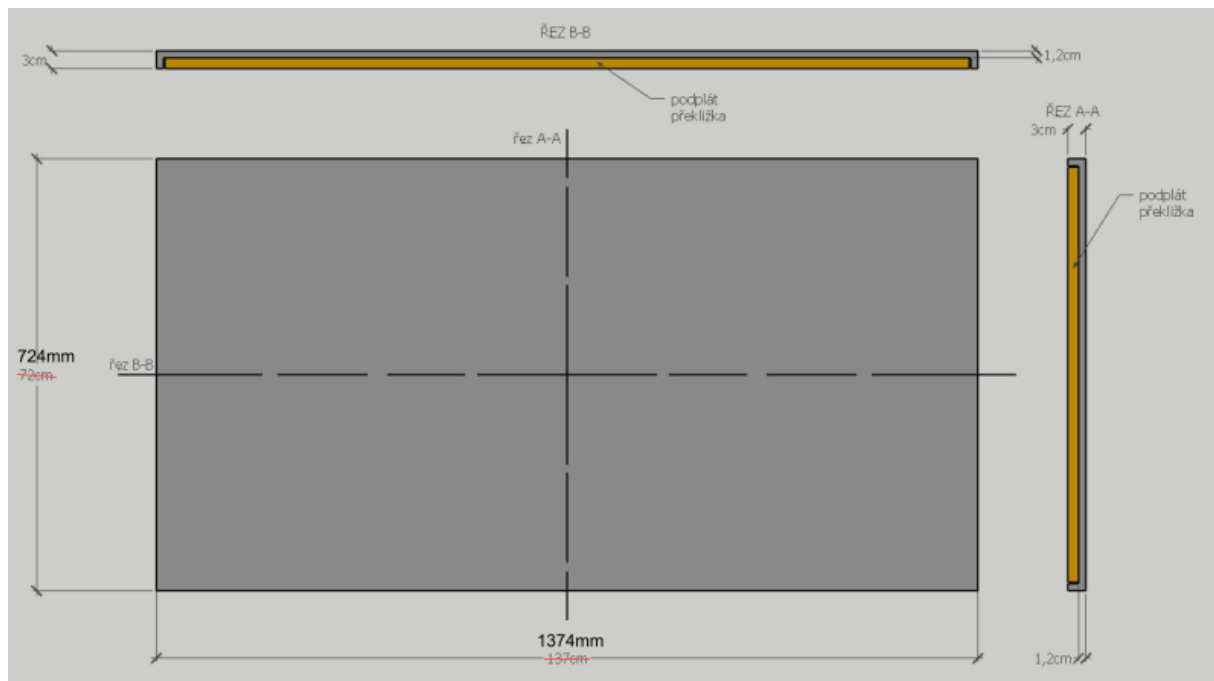 ŘEZ B-B
3cm
1,2cm
podplát
překližka
ŘEZ A-A
3cm
řez A-A
podplát
překližka
724mm
72cm
řez B-B
1374mm
137cm
1,2cm